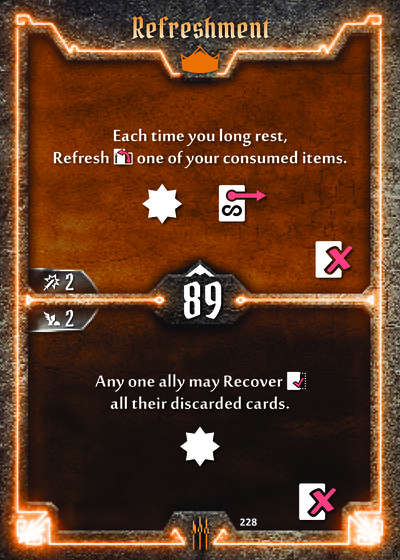 Refreshment
Each time you long rest,
Refresh one of your consumed items.
2
89
2
Any one ally may Recover
all their discarded cards.
228